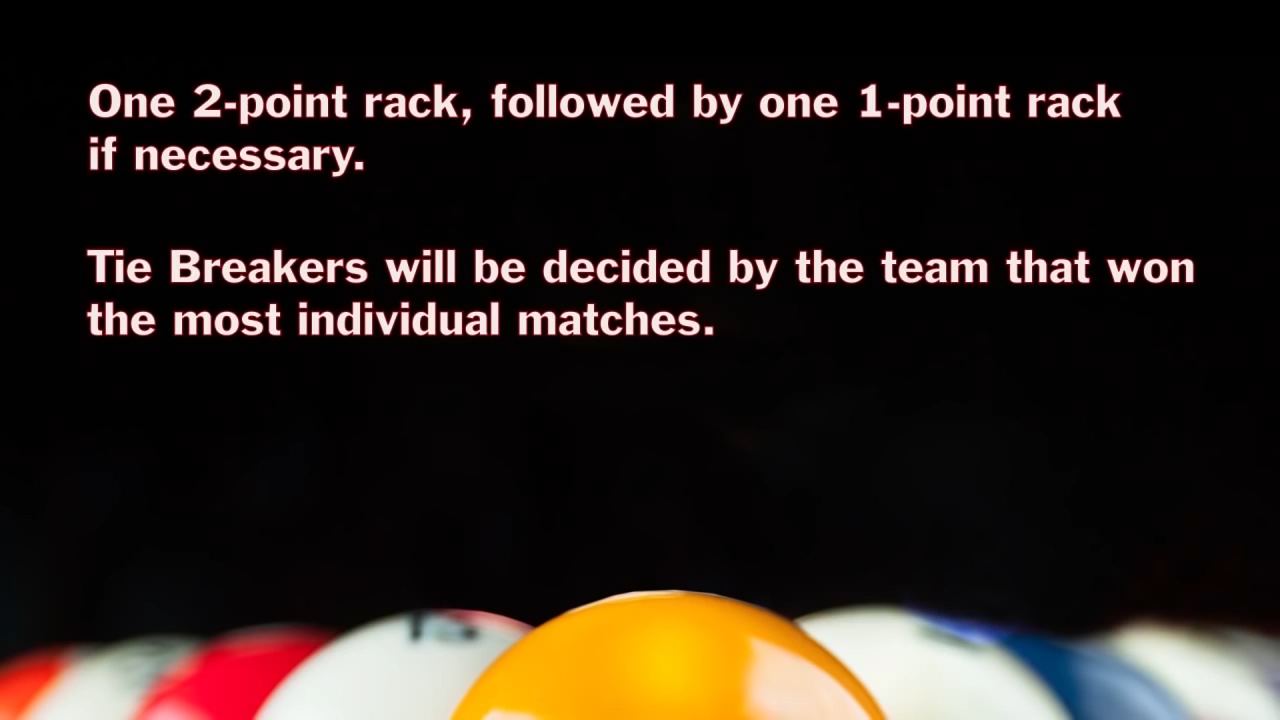 One 2-point rack, followed by one 1-point rack
if necessary.
Tie Breakers will be decided by the team that won
the most individual matches.